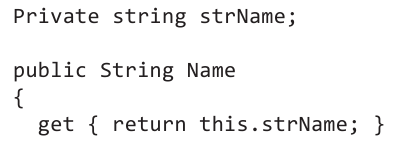 Private string strName;
public String Name
{
get { return this.strName; }